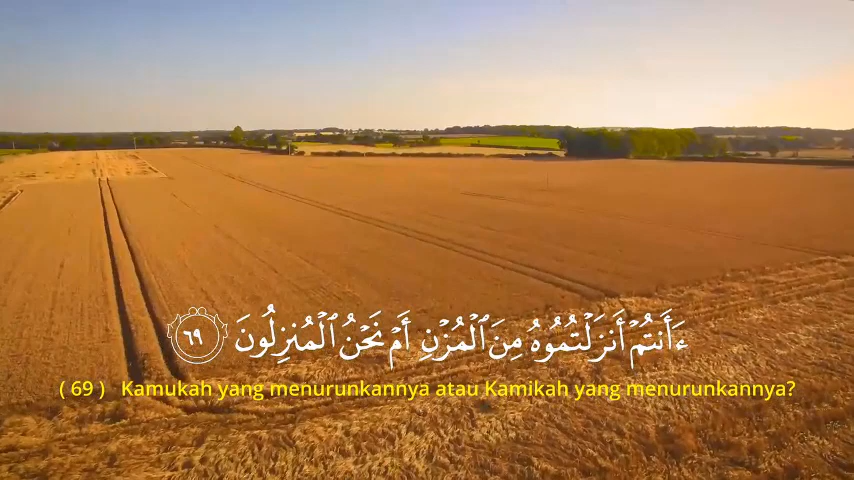 ءَأَنتُمْ أَنزَلْتُمُوهُ مِنَ ٱلْمُزْنِ أَمْ نَحْنُ ٱلْمُنزِلُونَ ٦٩
( 69 ) Kamukah yang menurunkannya atau Kamikah yang menurunkannya?